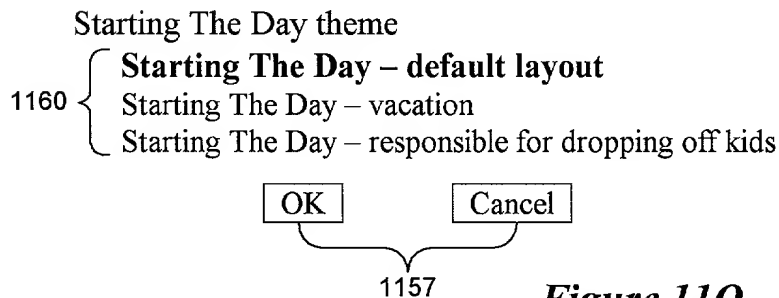 Starting The Day theme
Starting The Day – default layout
1160
Starting The Day – vacation
Starting The Day – responsible for dropping off kids
OK Cancel
1157
Figure 11Q